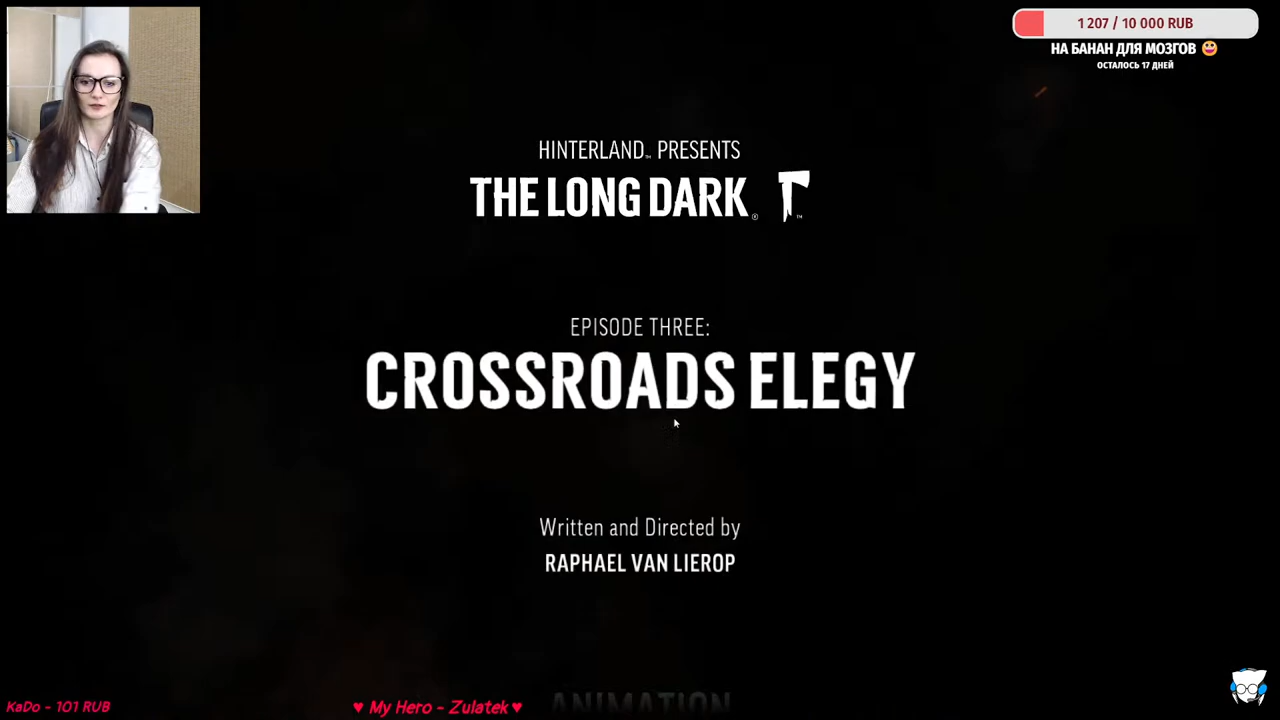 1 207 / 10 000 RUB
НА БАНАН ДЛЯ МОЗГОВ
ОСТАЛОСЬ 17 ДНЕЙ
HINTERLAND™ PRESENTS
THE LONG DARK®
EPISODE THREE:
CROSSROADS ELEGY
Written and Directed by
RAPHAEL VAN LIEROP
ANIMATION
KaDo - 101 RUB
♥ My Hero - Zulatek ♥